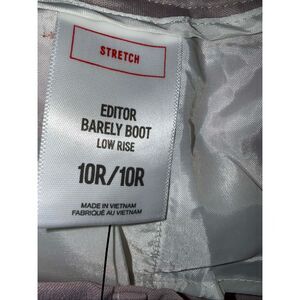 STRETCH
EDITOR
BARELY BOOT
LOW RISE
10R/10R
MADE IN VIETNAM
FABRIQUÉ AU VIETNAM